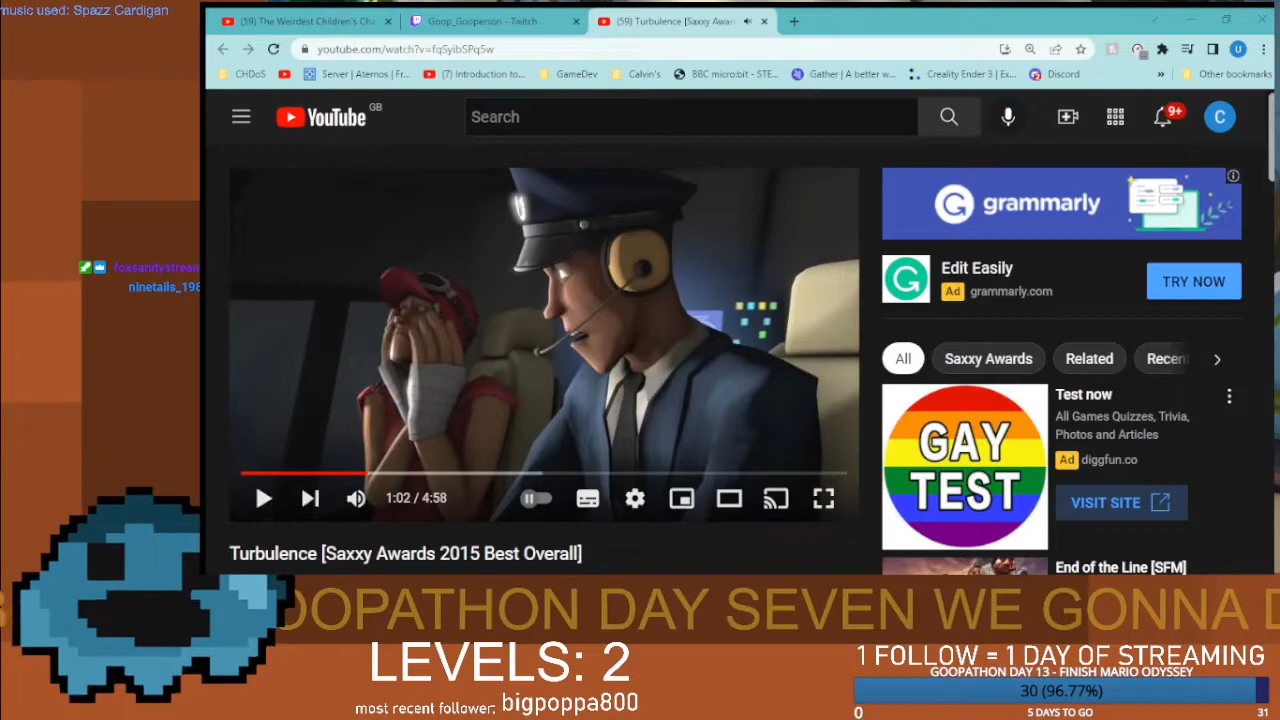 music used: Spazz Cardigan
(59) The Weirdest Children's Cha
Goop_Gooperson - Twitch
(59) Turbulence [Saxxy Awar
youtube.com/watch?v=fqSyibSPq5w
CHDoS
Server | Aternos | Fr...
(7) Introduction to...
GameDev
Calvin's
BBC micro:bit - STE...
Gather | A better w...
Creality Ender 3 | Ex...
Discord
»
Other bookmarks
YouTube GB
Search
9+
C
U
grammarly
Edit Easily
Ad grammarly.com
TRY NOW
All
Saxxy Awards
Related
Recen
foxsanitystream
ninetails_198
GAY
TEST
Test now
All Games Quizzes, Trivia,
Photos and Articles
Ad diggfun.co
VISIT SITE
1:02 / 4:58
Turbulence [Saxxy Awards 2015 Best Overall]
End of the Line [SFM]
GOOPATHON DAY SEVEN WE GONNA D
LEVELS: 2
most recent follower: bigpoppa800
1 FOLLOW = 1 DAY OF STREAMING
GOOPATHON DAY 13 - FINISH MARIO ODYSSEY
30 (96.77%)
0
5 DAYS TO GO
31